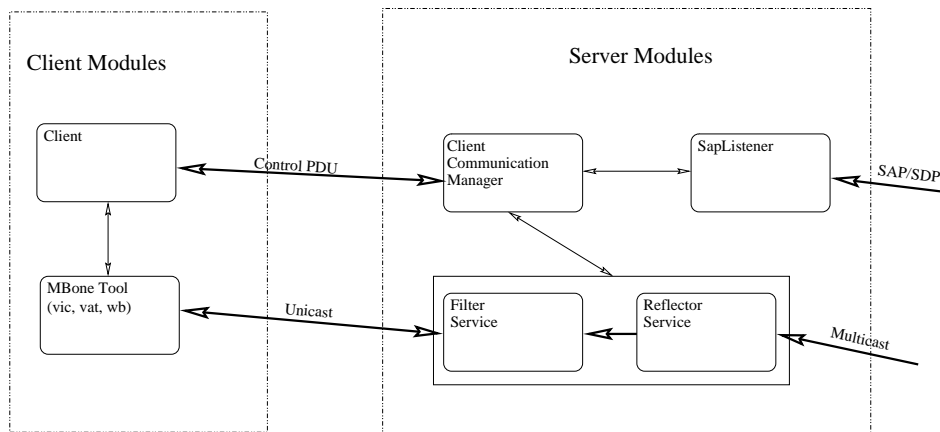 Client Modules
Server Modules
Client
Control PDU
Client
Communication
Manager
SapListener
SAP/SDP
MBone Tool
(vic, vat, wb)
Unicast
Filter
Service
Reflector
Service
Multicast